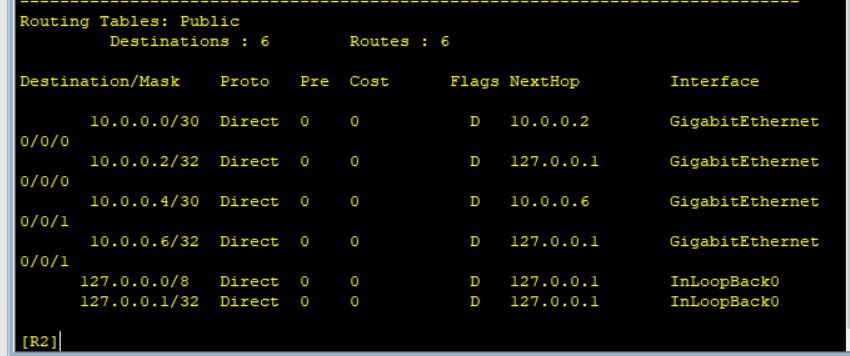 ------------------------------------------------------------------------------
Routing Tables: Public
         Destinations : 6        Routes : 6

Destination/Mask    Proto   Pre  Cost      Flags NextHop         Interface

       10.0.0.0/30  Direct  0    0           D   10.0.0.2        GigabitEthernet
0/0/0
       10.0.0.2/32  Direct  0    0           D   127.0.0.1       GigabitEthernet
0/0/0
       10.0.0.4/30  Direct  0    0           D   10.0.0.6        GigabitEthernet
0/0/1
       10.0.0.6/32  Direct  0    0           D   127.0.0.1       GigabitEthernet
0/0/1
      127.0.0.0/8   Direct  0    0           D   127.0.0.1       InLoopBack0
      127.0.0.1/32  Direct  0    0           D   127.0.0.1       InLoopBack0

[R2]